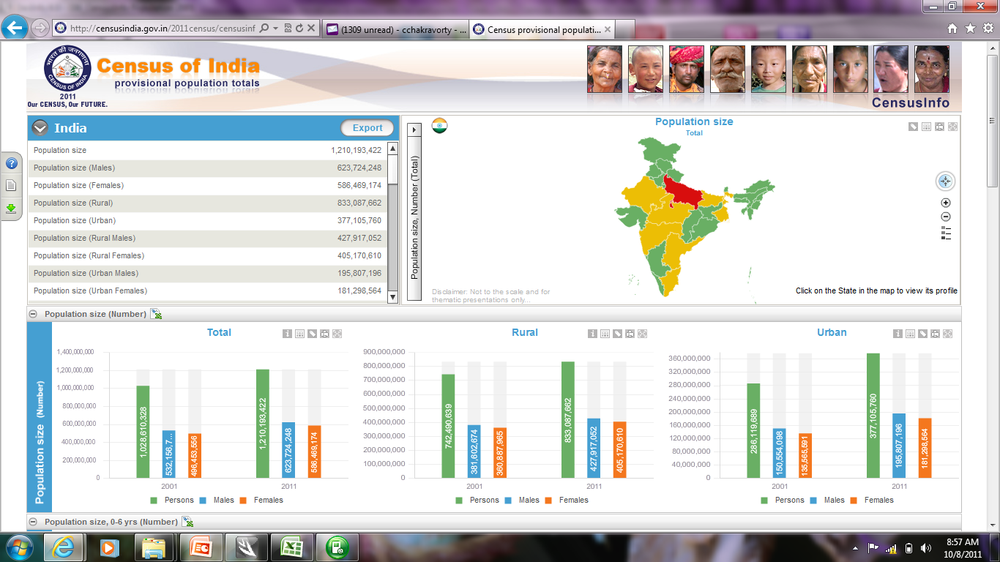 http://censusindia.gov.in/2011census/censusinf
(1309 unread) - cchakravorty - ...
Census provisional populati...
भारत की जनगणना
CENSUS OF INDIA
2011
Our CENSUS, Our FUTURE.
Census of India
provisional population totals
CensusInfo
India
Export
Population size 1,210,193,422
Population size (Males) 623,724,248
Population size (Females) 586,469,174
Population size (Rural) 833,087,662
Population size (Urban) 377,105,760
Population size (Rural Males) 427,917,052
Population size (Rural Females) 405,170,610
Population size (Urban Males) 195,807,196
Population size (Urban Females) 181,298,564
Population size, Number (Total)
Population size
Total
Disclaimer: Not to the scale and for
thematic presentations only...
Click on the State in the map to view its profile
Population size (Number)
Population size (Number)
Total
1,400,000,000
1,200,000,000
1,000,000,000
800,000,000
600,000,000
400,000,000
200,000,000
0
1,028,610,328
532,156,7...
496,453,556
1,210,193,422
623,724,248
586,469,174
2001 2011
Persons Males Females
Rural
900,000,000
800,000,000
700,000,000
600,000,000
500,000,000
400,000,000
300,000,000
200,000,000
100,000,000
0
742,490,639
381,602,674
360,887,965
833,087,662
427,917,052
405,170,610
2001 2011
Persons Males Females
Urban
360,000,000
320,000,000
280,000,000
240,000,000
200,000,000
160,000,000
120,000,000
80,000,000
40,000,000
0
286,119,689
150,554,098
135,565,591
377,105,760
195,807,196
181,298,564
2001 2011
Persons Males Females
Population size, 0-6 yrs (Number)
8:57 AM
10/8/2011